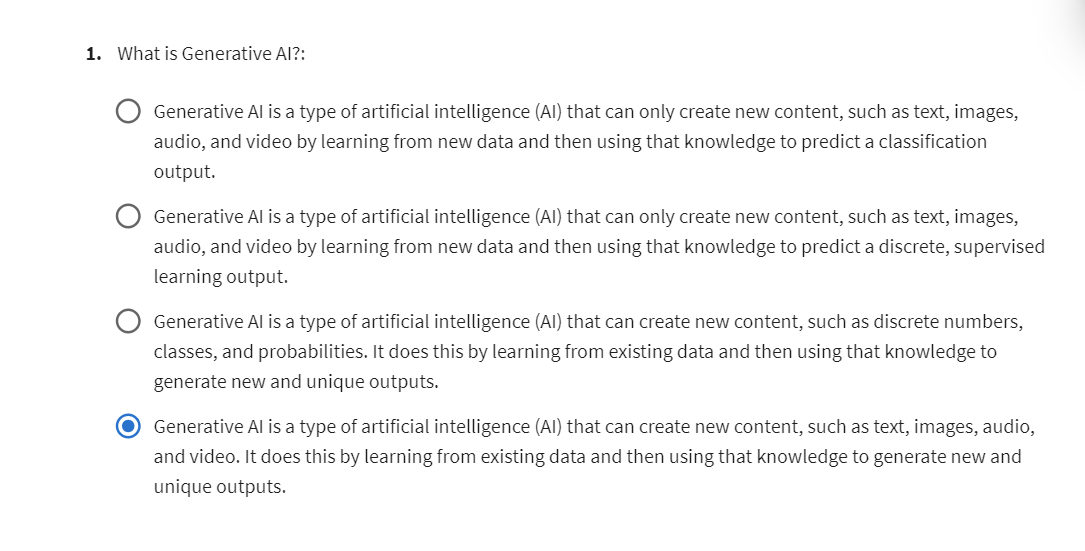 1. What is Generative AI?:
Generative AI is a type of artificial intelligence (AI) that can only create new content, such as text, images,
audio, and video by learning from new data and then using that knowledge to predict a classification
output.
Generative AI is a type of artificial intelligence (AI) that can only create new content, such as text, images,
audio, and video by learning from new data and then using that knowledge to predict a discrete, supervised
learning output.
Generative AI is a type of artificial intelligence (AI) that can create new content, such as discrete numbers,
classes, and probabilities. It does this by learning from existing data and then using that knowledge to
generate new and unique outputs.
Generative AI is a type of artificial intelligence (AI) that can create new content, such as text, images, audio,
and video. It does this by learning from existing data and then using that knowledge to generate new and
unique outputs.